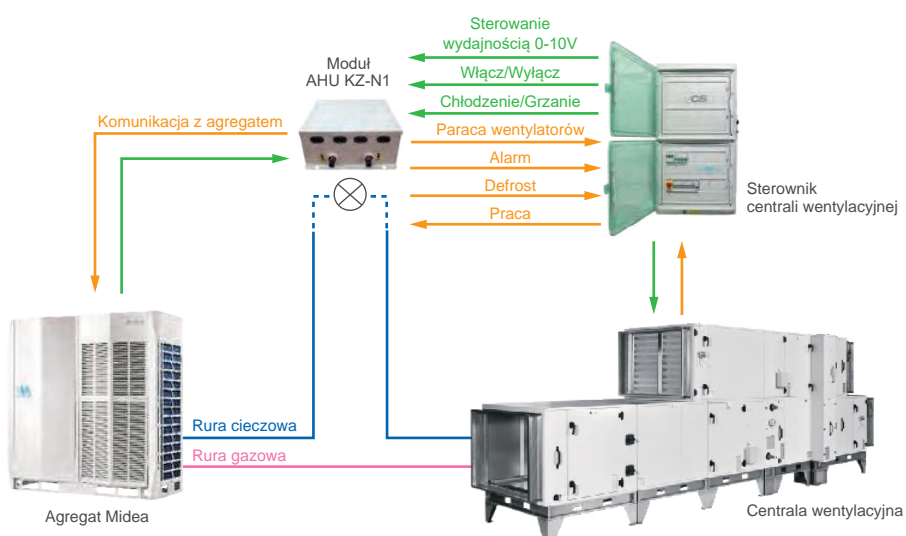 Sterowanie
wydajnością 0-10V
Moduł
AHU KZ-N1
Włącz/Wyłącz
Chłodzenie/Grzanie
Komunikacja z agregatem
Paraca wentylatorów
Alarm
Defrost
Praca
VCS
Sterownik
centrali wentylacyjnej
Rura cieczowa
Rura gazowa
Agregat Midea
Centrala wentylacyjna